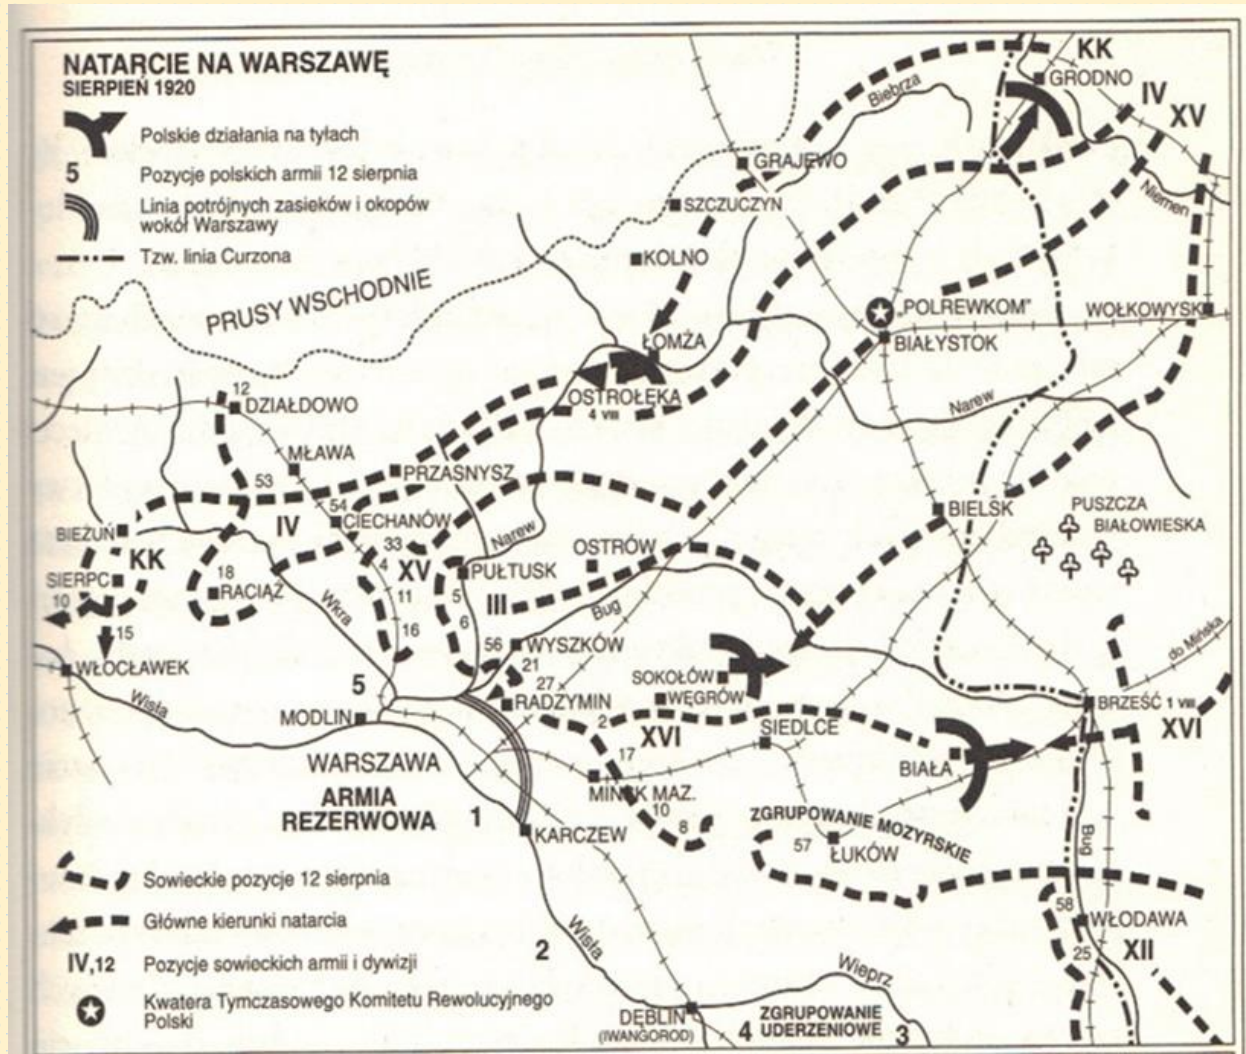 NATARCIE NA WARSZAWĘ
SIERPIEŃ 1920
Polskie działania na tyłach
5 Pozycje polskich armii 12 sierpnia
Linia potrójnych zasieków i okopów
wokół Warszawy
Tzw. linia Curzona
KK
GRODNO
IV
XV
Biebrza
GRAJEWO
Niemen
SZCZUCZYN
KOLNO
PRUSY WSCHODNIE
„POLREWKOM”
WOŁKOWYSK
BIAŁYSTOK
ŁOMŻA
OSTROŁĘKA
4 VIII
Narew
12
DZIAŁDOWO
MŁAWA
PRZASNYSZ
53
54
CIECHANÓW
IV
BIEŻUŃ
33
4
XV
Narew
OSTRÓW
BIELSK
PUSZCZA
BIAŁOWIESKA
KK
SIERPC
18
RACIĄŻ
PUŁTUSK
11
5
III
10
Wkra
16
6
Bug
15
56
WYSZKÓW
do Mińska
WŁOCŁAWEK
21
SOKOŁÓW
5
27
WĘGRÓW
Wisła
RADZYMIN
BRZEŚĆ 1 VIII
MODLIN
2
XVI
SIEDLCE
XVI
WARSZAWA
17
BIAŁA
MIŃSK MAZ.
ARMIA
REZERWOWA
1
10
8
ZGRUPOWANIE MOZYRSKIE
KARCZEW
57
ŁUKÓW
Bug
Sowieckie pozycje 12 sierpnia
58
Główne kierunki natarcia
WŁODAWA
Wisła
2
25
XII
IV,12 Pozycje sowieckich armii i dywizji
Wieprz
Kwatera Tymczasowego Komitetu Rewolucyjnego
Polski
DĘBLIN
(IWANGOROD)
4
ZGRUPOWANIE
UDERZENIOWE
3